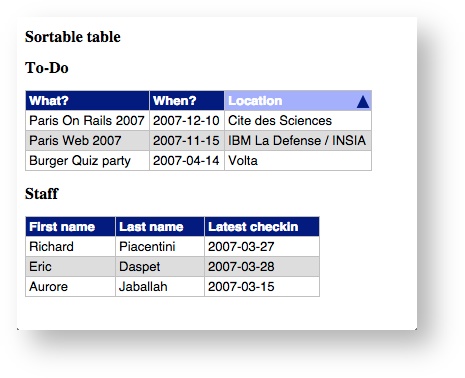 Sortable table
To-Do
What? When? Location ▲
Paris On Rails 2007 2007-12-10 Cite des Sciences
Paris Web 2007 2007-11-15 IBM La Defense / INSIA
Burger Quiz party 2007-04-14 Volta
Staff
First name Last name Latest checkin
Richard Piacentini 2007-03-27
Eric Daspet 2007-03-28
Aurore Jaballah 2007-03-15